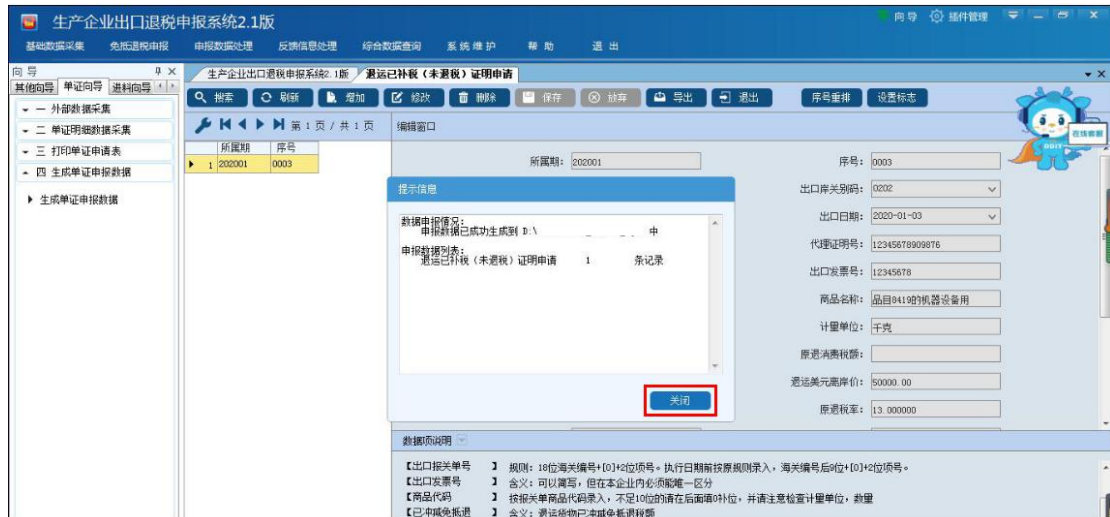 生产企业出口退税申报系统2.1版
向导 插件管理
基础数据采集 免抵退税申报 申报数据处理 反馈信息处理 综合数据查询 系统维护 帮助 退出
向导
生产企业出口退税申报系统2.1版 退运已补税（未退税）证明申请
其他向导 单证向导 进料向导
搜索 刷新 增加 修改 删除 保存 放弃 导出 退出 序号重排 设置标志
一 外部数据采集
二 单证明细数据采集
三 打印单证申请表
四 生成单证申报数据
生成单证申报数据
第 1 页 / 共 1 页
编辑窗口
在线客服
所属期 序号
1 202001 0003
所属期： 202001
序号： 0003
出口岸关别码： 0202
出口日期： 2020-01-03
代理证明号： 12345678909876
出口发票号： 12345678
商品名称： 品目8419的机器设备用
计量单位： 千克
原退消费税额：
退运美元离岸价： 50000.00
原退税率： 13.000000
提示信息
数据申报情况：
申报数据已成功生成到 D:\ 中
申报数据列表：
退运已补税（未退税）证明申请 1 条记录
关闭
数据项说明
【出口报关单号 】 规则：18位海关编号+[0]+2位项号。执行日期前按原规则录入，海关编号后9位+[0]+2位项号。
【出口发票号 】 含义：可以简写，但在本企业内必须能唯一区分
【商品代码 】 按报关单商品代码录入，不足10位的请在后面填0补位，并请注意检查计量单位，数量
【已冲减免抵退 】 含义：退运货物已冲减免抵退税额